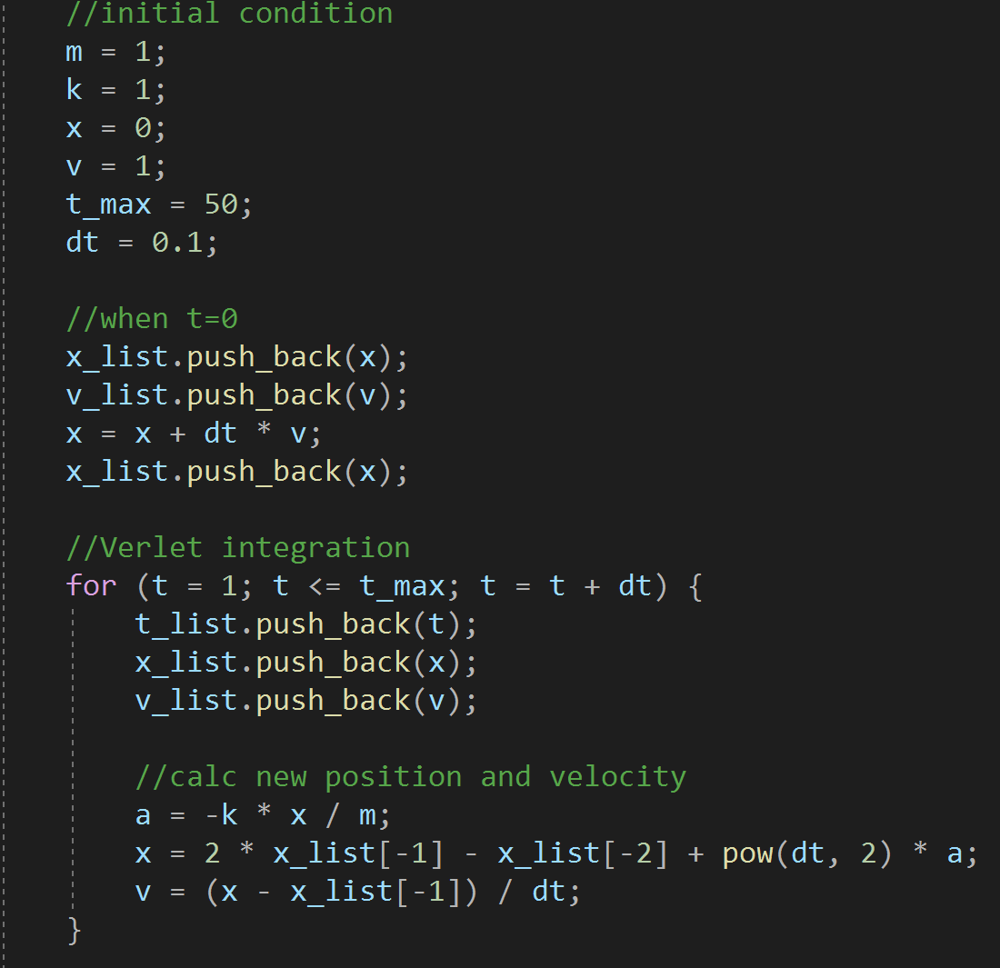 //initial condition
m = 1;
k = 1;
x = 0;
v = 1;
t_max = 50;
dt = 0.1;
//when t=0
x_list.push_back(x);
v_list.push_back(v);
x = x + dt * v;
x_list.push_back(x);
//Verlet integration
for (t = 1; t <= t_max; t = t + dt) {
t_list.push_back(t);
x_list.push_back(x);
v_list.push_back(v);
//calc new position and velocity
a = -k * x / m;
x = 2 * x_list[-1] - x_list[-2] + pow(dt, 2) * a;
v = (x - x_list[-1]) / dt;
}